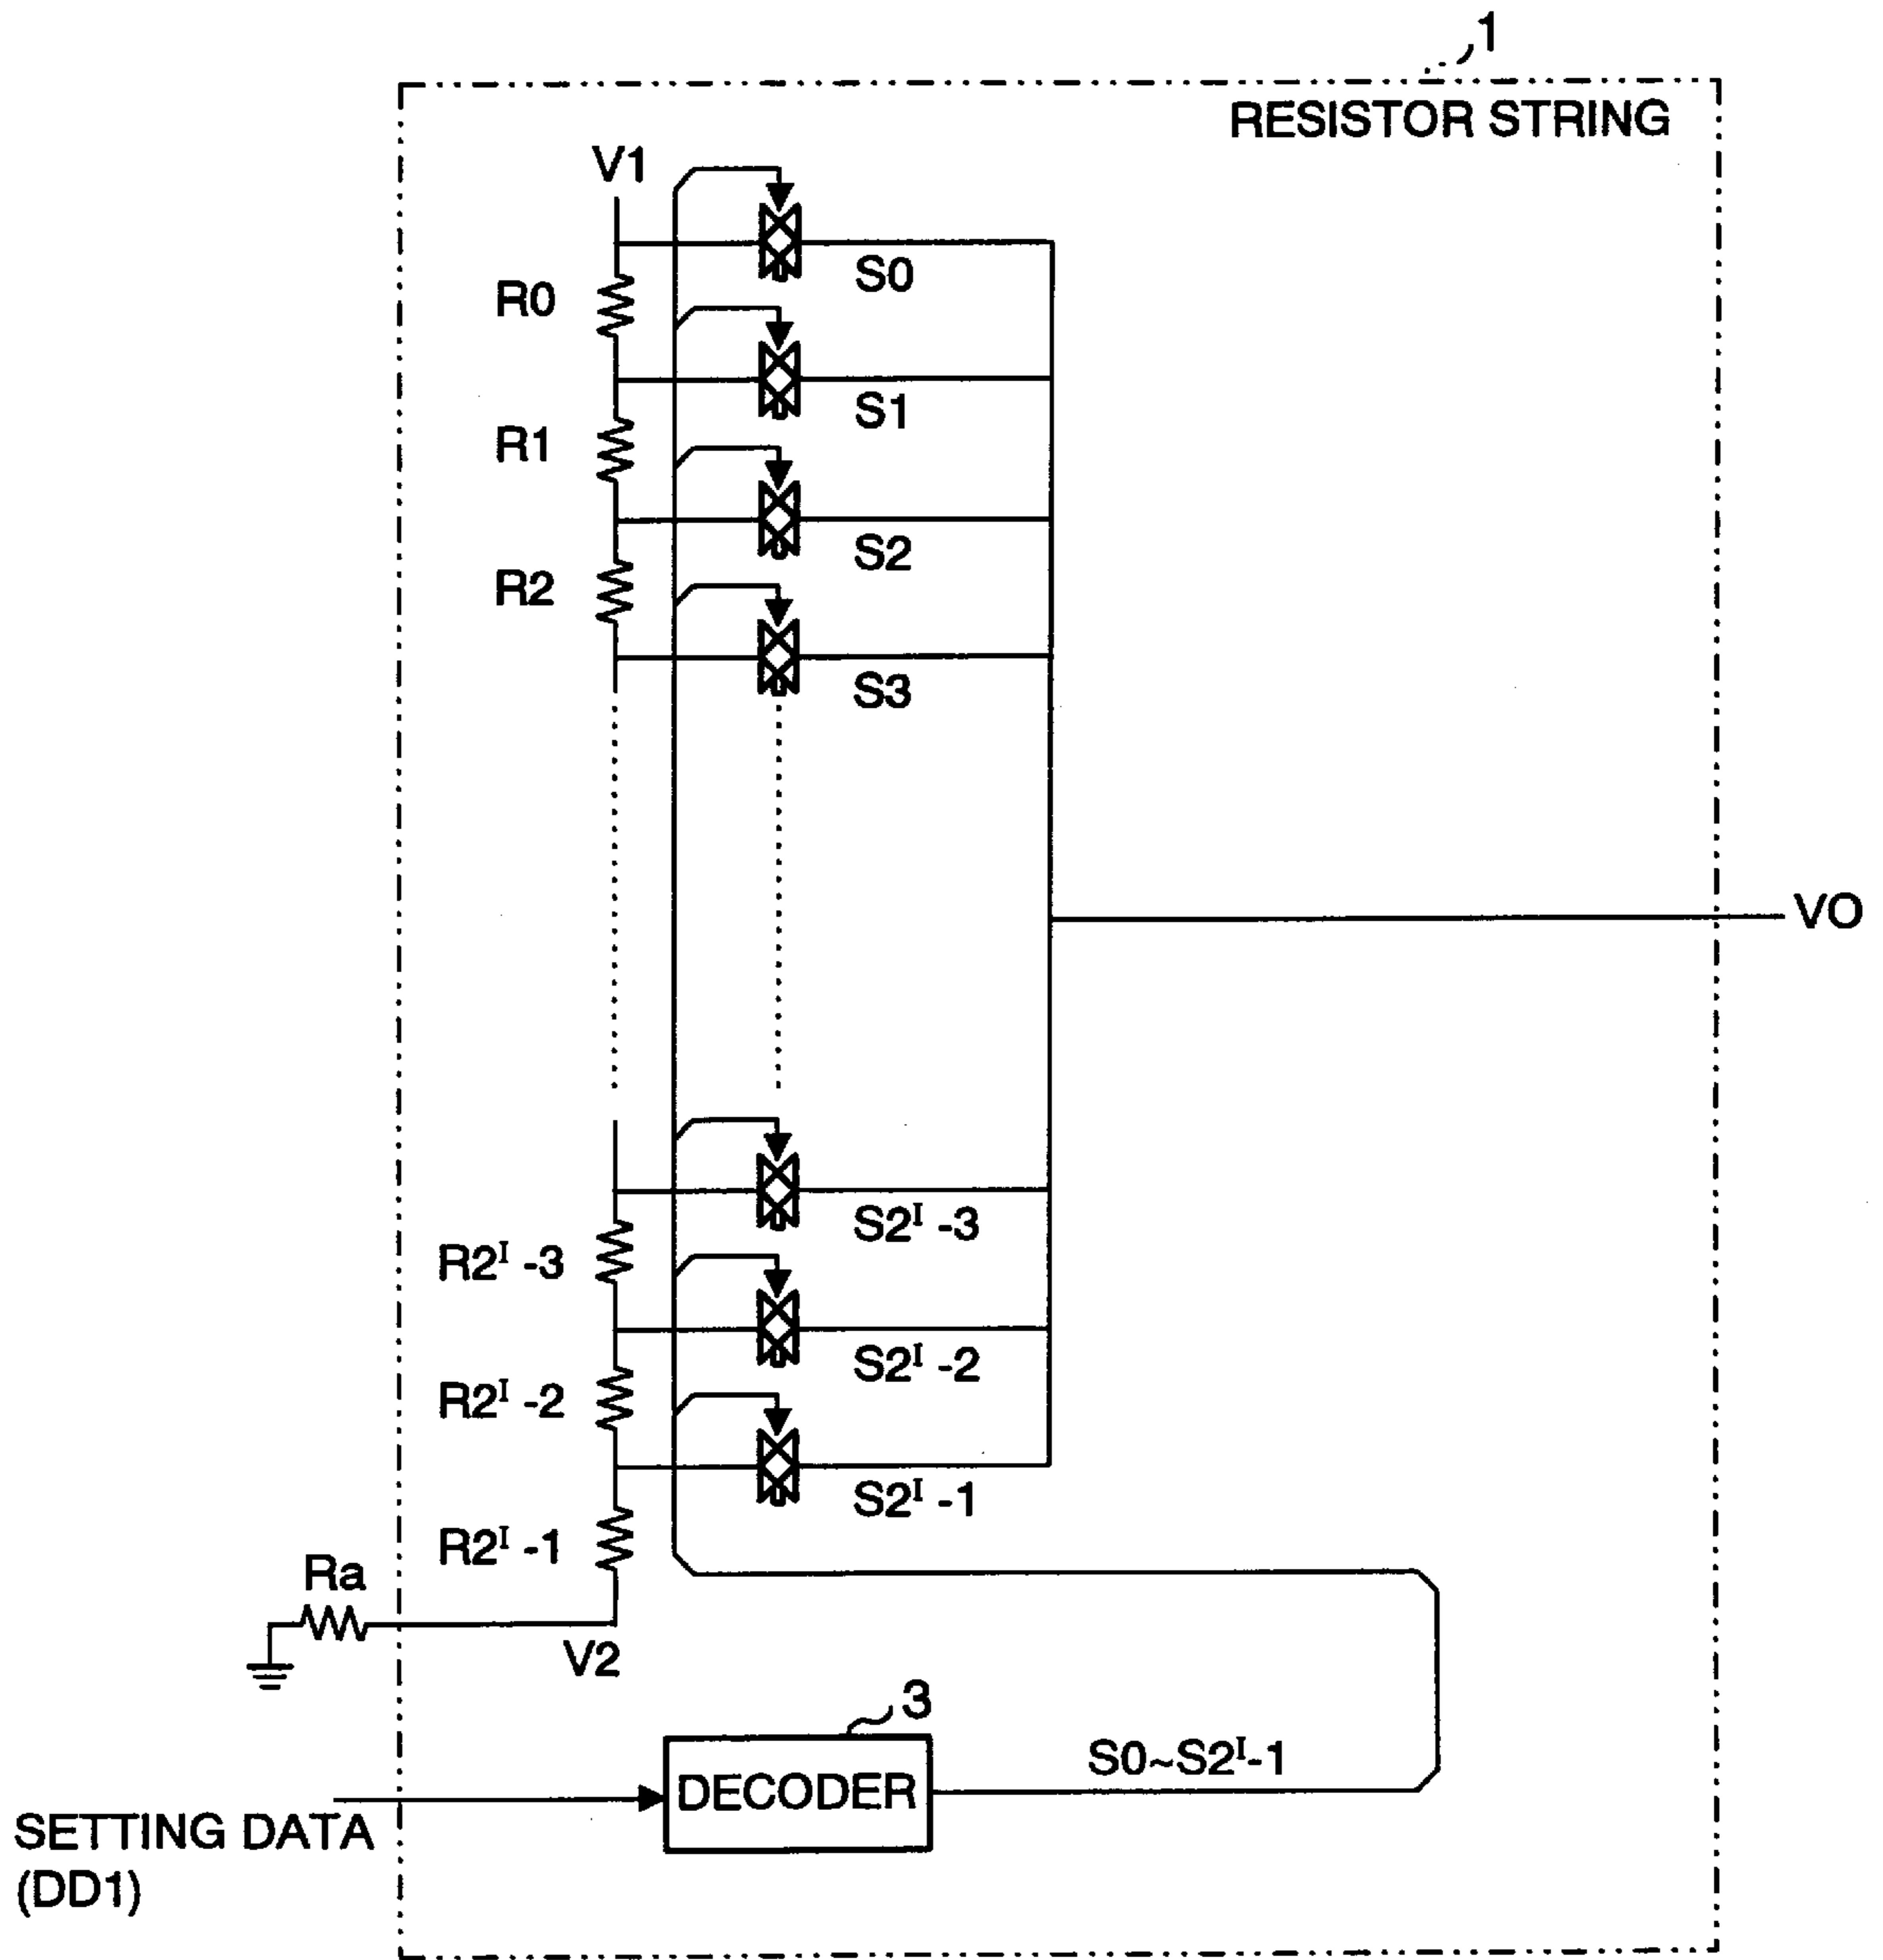 1
RESISTOR STRING
V1
S0
R0
S1
R1
S2
R2
S3
VO
S2ᴵ -3
R2ᴵ -3
S2ᴵ -2
R2ᴵ -2
S2ᴵ -1
R2ᴵ -1
Ra
V2
3
DECODER
S0~S2ᴵ-1
SETTING DATA
(DD1)